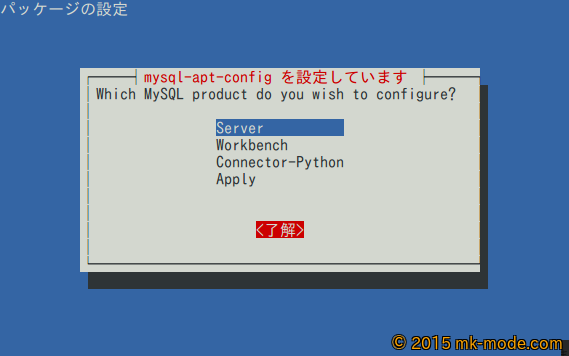 パッケージの設定
mysql-apt-config を設定しています
Which MySQL product do you wish to configure?
Server
Workbench
Connector-Python
Apply
<了解>
© 2015 mk-mode.com